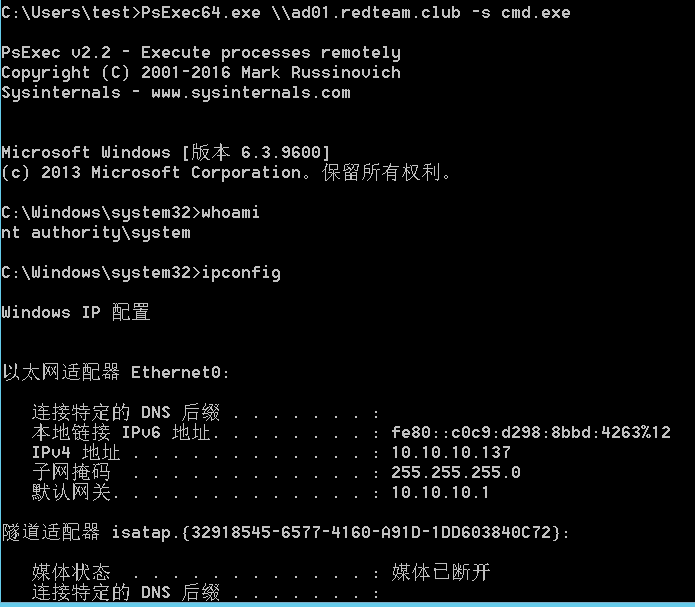 C:\Users\test>PsExec64.exe \\ad01.redteam.club -s cmd.exe
PsExec v2.2 - Execute processes remotely
Copyright (C) 2001-2016 Mark Russinovich
Sysinternals - www.sysinternals.com
Microsoft Windows [版本 6.3.9600]
(c) 2013 Microsoft Corporation。保留所有权利。
C:\Windows\system32>whoami
nt authority\system
C:\Windows\system32>ipconfig
Windows IP 配置
以太网适配器 Ethernet0:
连接特定的 DNS 后缀 . . . . . . . :
本地链接 IPv6 地址. . . . . . . . : fe80::c0c9:d298:8bbd:4263%12
IPv4 地址 . . . . . . . . . . . . : 10.10.10.137
子网掩码  . . . . . . . . . . . . : 255.255.255.0
默认网关. . . . . . . . . . . . . : 10.10.10.1
隧道适配器 isatap.{32918545-6577-4160-A91D-1DD603840C72}:
媒体状态  . . . . . . . . . . . . : 媒体已断开
连接特定的 DNS 后缀 . . . . . . . :